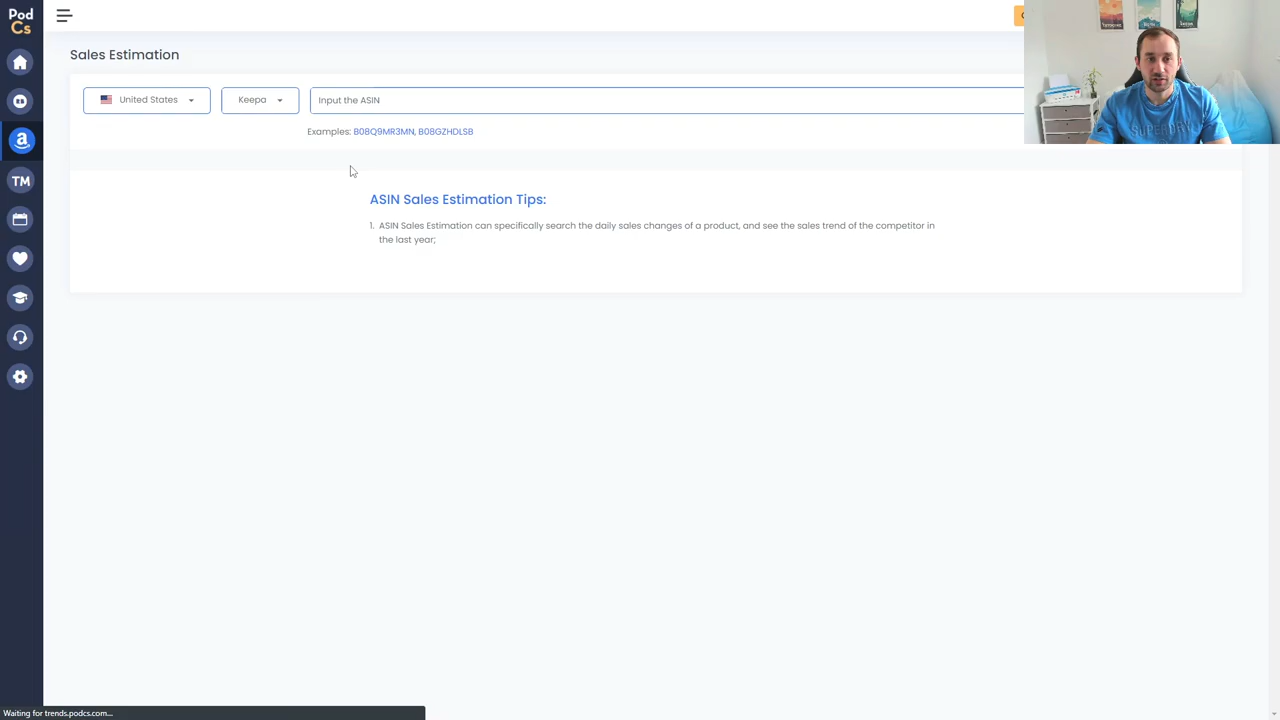 Pod
Cs
Sales Estimation
United States
Keepa
Input the ASIN
Examples: B08Q9MR3MN, B08GZHDLSB
TM
ASIN Sales Estimation Tips:
1. ASIN Sales Estimation can specifically search the daily sales changes of a product, and see the sales trend of the competitor in
the last year;
Waiting for trends.podcs.com...